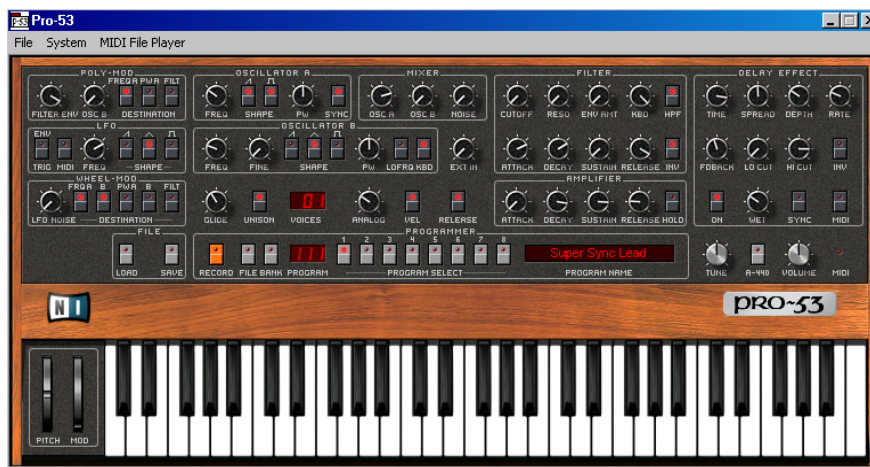 Pro-53
File System MIDI File Player
POLY-MOD OSCILLATOR A MIXER FILTER DELAY EFFECT
FREQA PWA FILT
FILTER ENV OSC B DESTINATION FREQ SHAPE PW SYNC OSC A OSC B NOISE CUTOFF RESO ENV AMT KBD HPF TIME SPREAD DEPTH RATE
LFO OSCILLATOR B
ENV
TRIG MIDI FREQ SHAPE FREQ FINE SHAPE PW LOFRQ KBD EXT IN ATTACK DECAY SUSTAIN RELEASE INV FDBACK LO CUT HI CUT INV
WHEEL-MOD AMPLIFIER
FRQA B PWA B FILT
01
LFO NOISE DESTINATION GLIDE UNISON VOICES ANALOG VEL RELEASE ATTACK DECAY SUSTAIN RELEASE HOLD ON WET SYNC MIDI
FILE PROGRAMMER
1 2 3 4 5 6 7 8
111 Super Sync Lead
LOAD SAVE RECORD FILE BANK PROGRAM PROGRAM SELECT PROGRAM NAME TUNE A-440 VOLUME MIDI
NI PRO-53
PITCH MOD